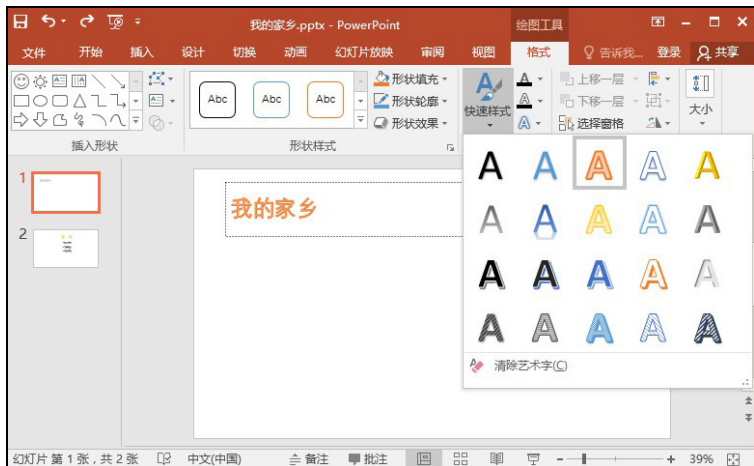 我的家乡.pptx - PowerPoint
绘图工具
文件 开始 插入 设计 切换 动画 幻灯片放映 审阅 视图 格式 告诉我... 登录 共享
Abc Abc Abc
形状填充
形状轮廓
形状效果
快速样式
上移一层
下移一层
选择窗格
大小
插入形状
形状样式
A A A A A
A A A A A
A A A A A
A A A A A
清除艺术字(C)
1
2
我的家乡
幻灯片 第 1 张，共 2 张 中文(中国) 备注 批注 39%